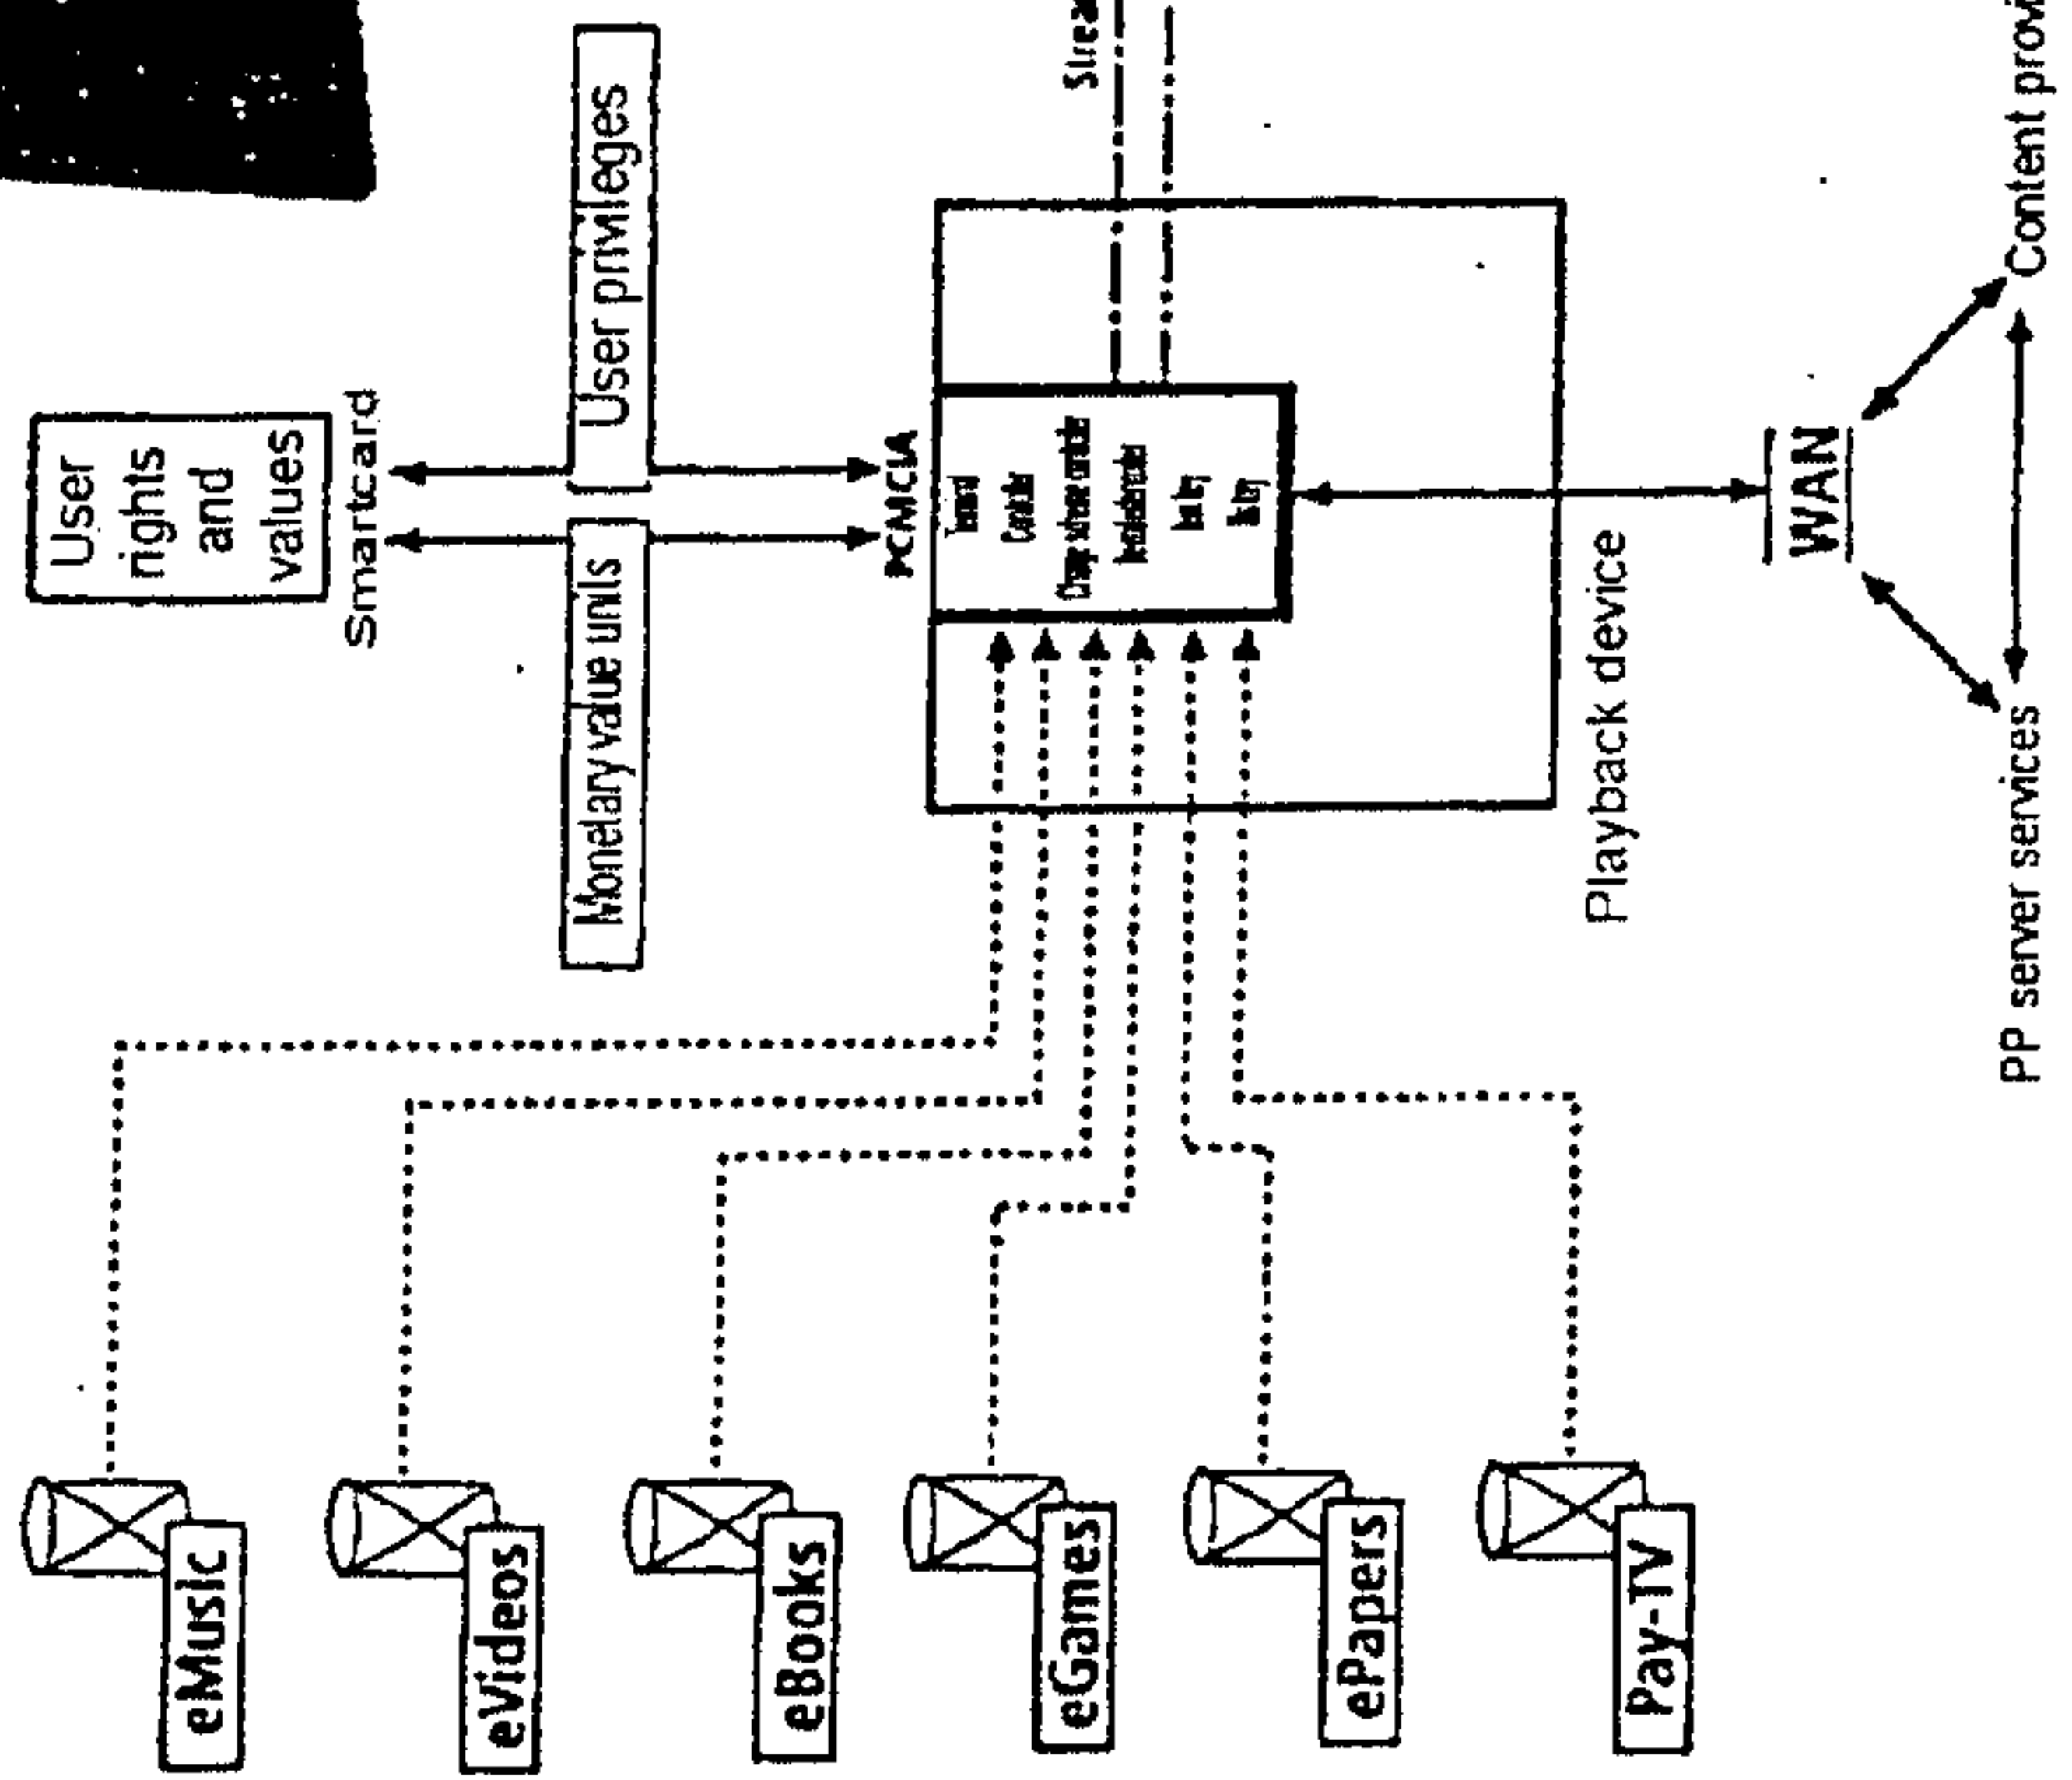 User
rights
and
values
Smartcard
Monetary value units
User privileges
PCMCIA
Playback device
WAN
PP server services
Content provi
Strea
eMusic
eVideos
eBooks
eGames
ePapers
Pay-TV